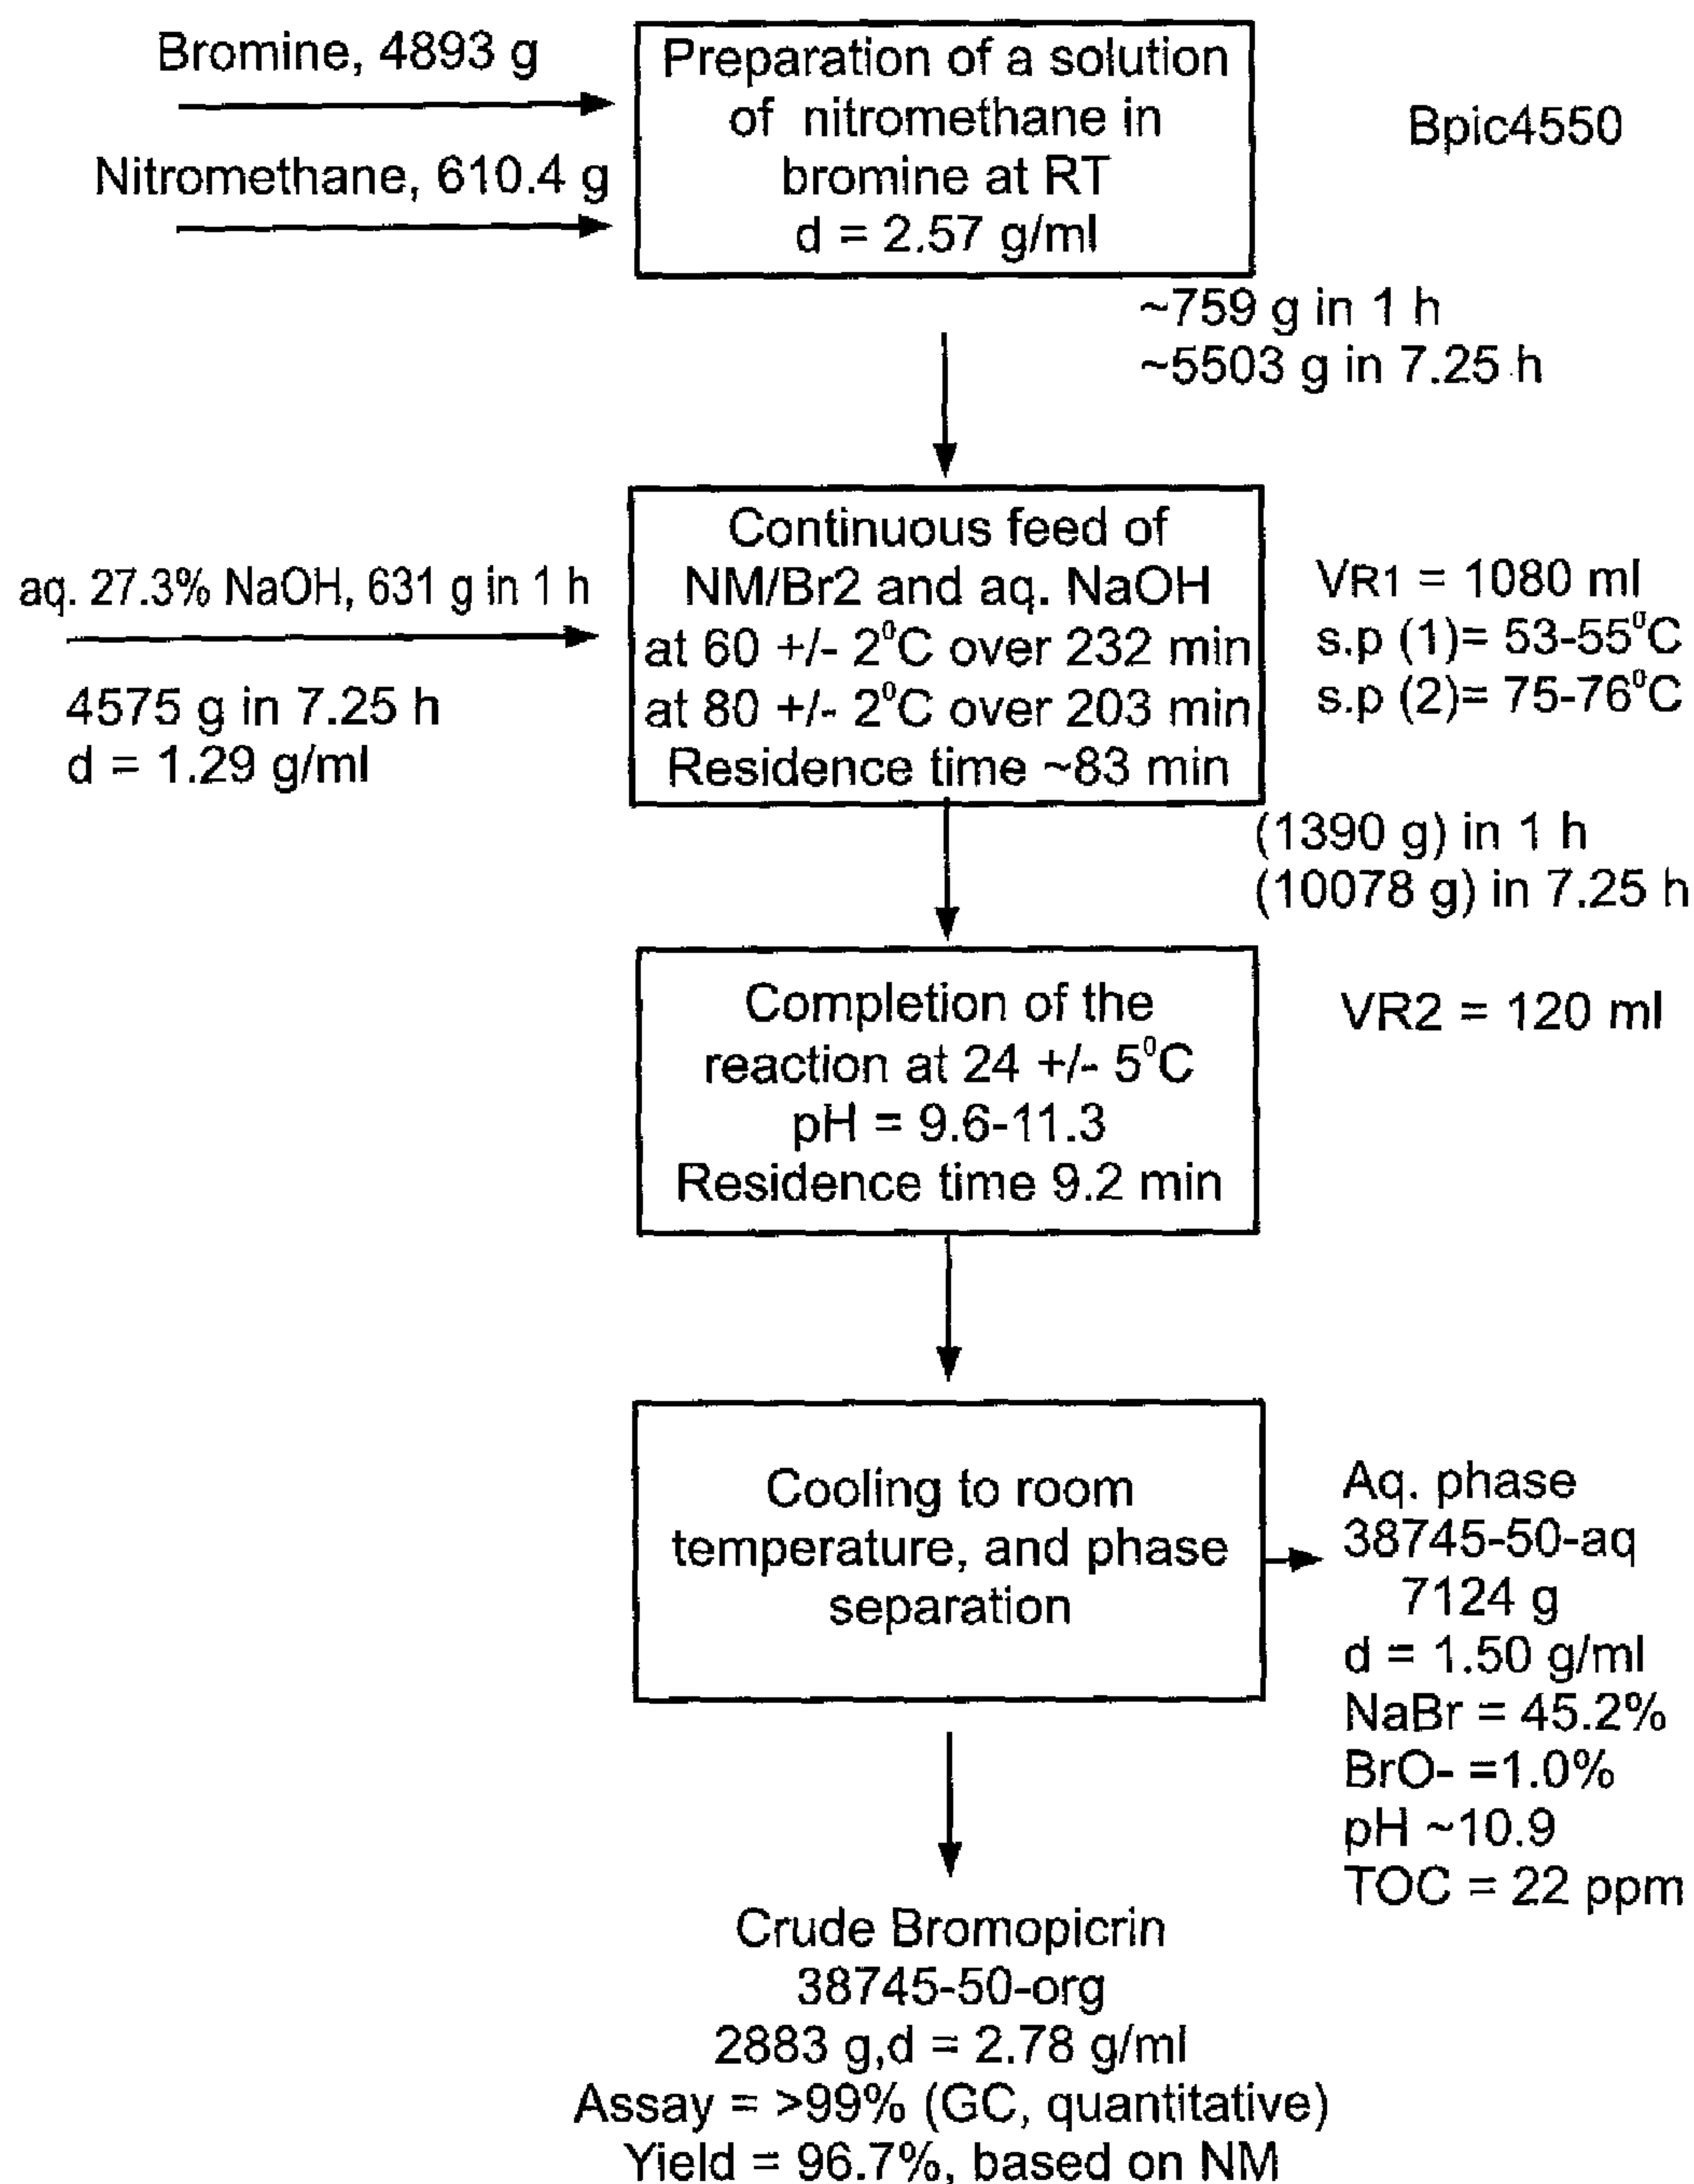 Bromine, 4893 g
Nitromethane, 610.4 g
Preparation of a solution
of nitromethane in
bromine at RT
d = 2.57 g/ml
Bpic4550
~759 g in 1 h
~5503 g in 7.25 h
aq. 27.3% NaOH, 631 g in 1 h
4575 g in 7.25 h
d = 1.29 g/ml
Continuous feed of
NM/Br2 and aq. NaOH
at 60 +/- 2⁰C over 232 min
at 80 +/- 2⁰C over 203 min
Residence time ~83 min
VR1 = 1080 ml
s.p (1)= 53-55⁰C
s.p (2)= 75-76⁰C
(1390 g) in 1 h
(10078 g) in 7.25 h
Completion of the
reaction at 24 +/- 5⁰C
pH = 9.6-11.3
Residence time 9.2 min
VR2 = 120 ml
Cooling to room
temperature, and phase
separation
Aq. phase
38745-50-aq
7124 g
d = 1.50 g/ml
NaBr = 45.2%
BrO- =1.0%
pH ~10.9
TOC = 22 ppm
Crude Bromopicrin
38745-50-org
2883 g,d = 2.78 g/ml
Assay = >99% (GC, quantitative)
Yield = 96.7%, based on NM